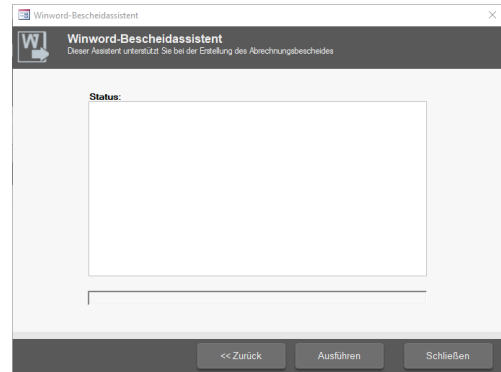 Winword-Bescheidassistent
W
Winword-Bescheidassistent
Dieser Assistent unterstützt Sie bei der Erstellung des Abrechnungsbescheides
Status:
<< Zurück
Ausführen
Schließen